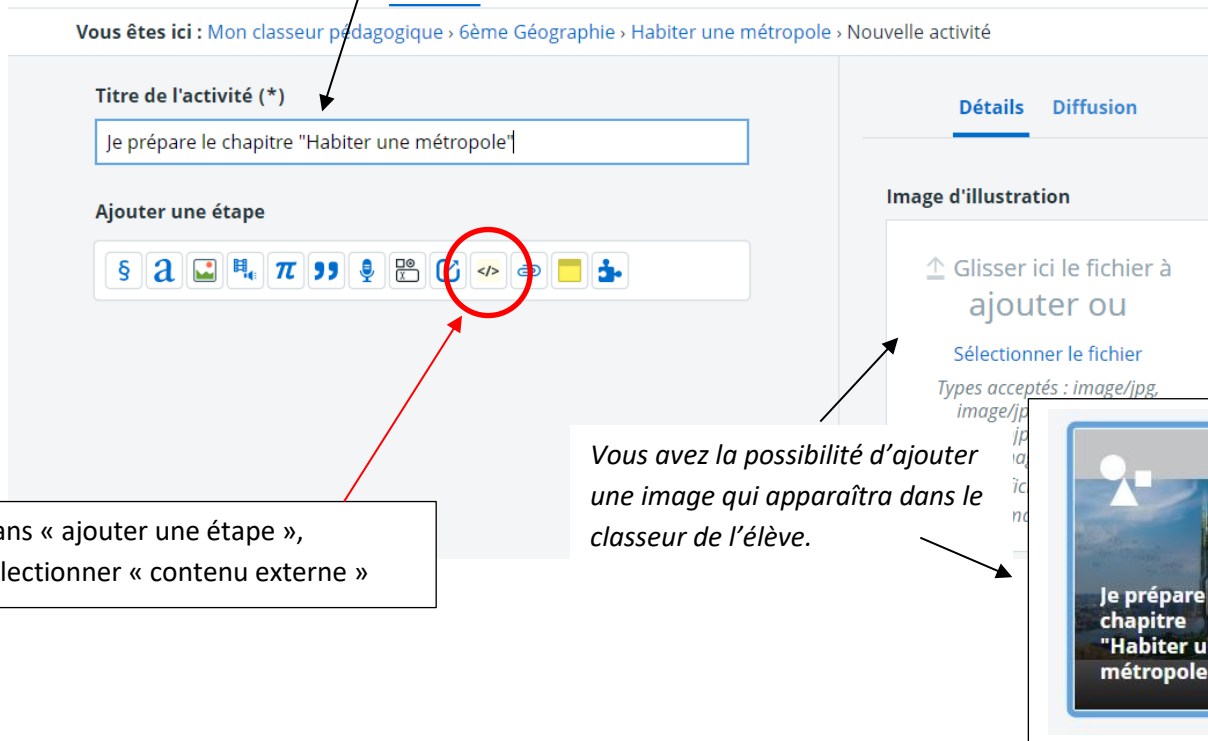 Vous êtes ici : Mon classeur pédagogique › 6ème Géographie › Habiter une métropole › Nouvelle activité
Titre de l'activité (*)
Je prépare le chapitre "Habiter une métropole"
Ajouter une étape
§ a π </>
Détails Diffusion
Image d'illustration
Glisser ici le fichier à
ajouter ou
Sélectionner le fichier
Types acceptés : image/jpg,
image/jp
Vous avez la possibilité d'ajouter
une image qui apparaîtra dans le
classeur de l'élève.
ans « ajouter une étape »,
lectionner « contenu externe »
Je prépare
chapitre
"Habiter u
métropole